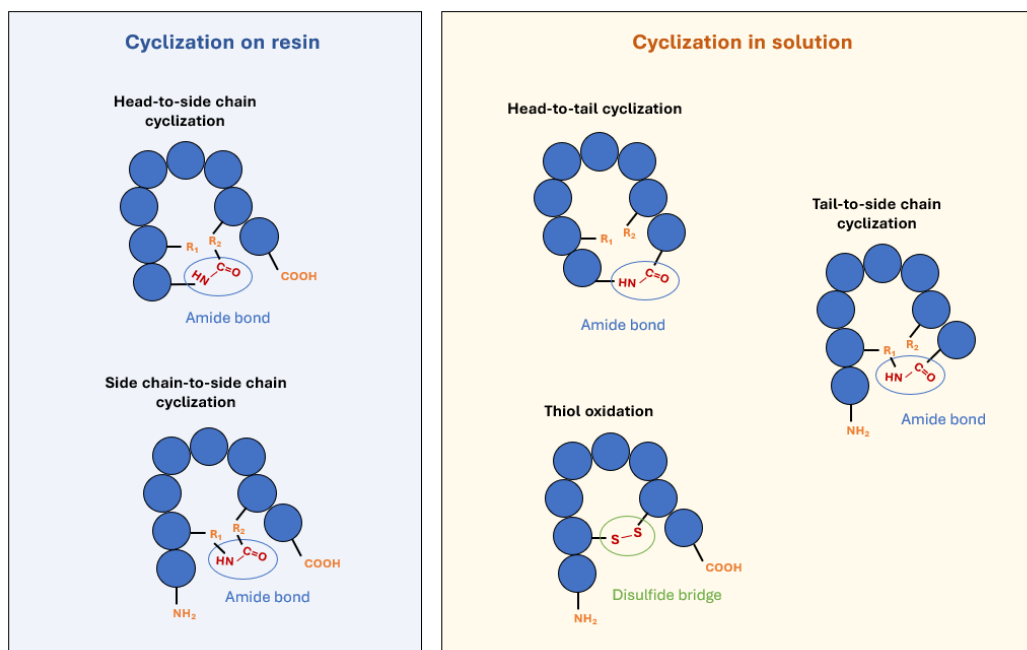 Cyclization on resin
Head-to-side chain
cyclization
R₁
R₂
HN
C=O
COOH
Amide bond
Side chain-to-side chain
cyclization
R₁
R₂
HN
C=O
COOH
NH₂
Amide bond
Cyclization in solution
Head-to-tail cyclization
R₁
R₂
HN
C=O
Amide bond
Tail-to-side chain
cyclization
R₁
R₂
HN
C=O
NH₂
Amide bond
Thiol oxidation
S
S
COOH
NH₂
Disulfide bridge